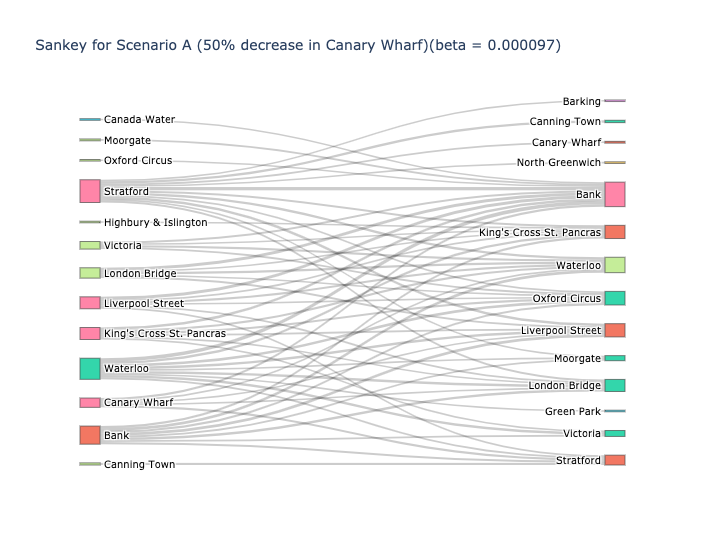 Sankey for Scenario A (50% decrease in Canary Wharf)(beta = 0.000097)
Canada Water
Moorgate
Oxford Circus
Stratford
Highbury & Islington
Victoria
London Bridge
Liverpool Street
King's Cross St. Pancras
Waterloo
Canary Wharf
Bank
Canning Town
Barking
Canning Town
Canary Wharf
North Greenwich
Bank
King's Cross St. Pancras
Waterloo
Oxford Circus
Liverpool Street
Moorgate
London Bridge
Green Park
Victoria
Stratford